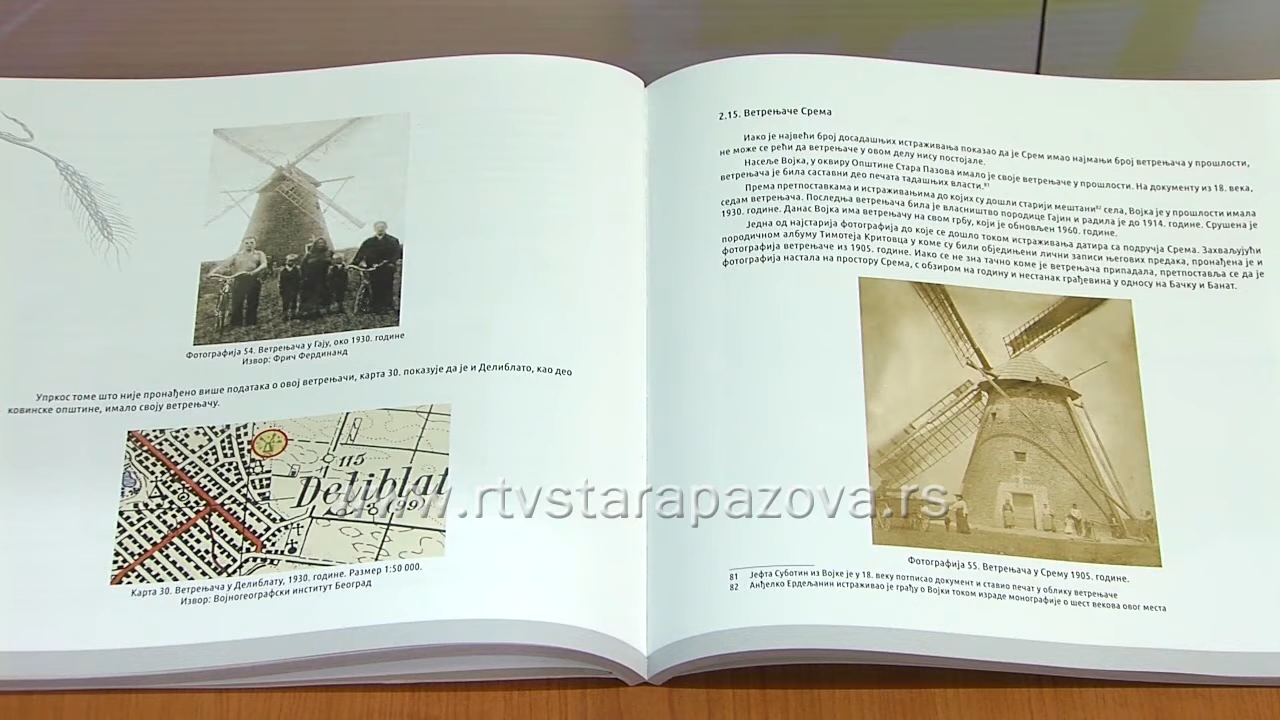 Фотографија 54. Ветрењача у Гају, око 1930. године
Извор: Фрич Фердинанд
Упркос томе што није пронађено више података о овој ветрењачи, карта 30. показује да је и Делиблато, као део
ковинске општине, имало своју ветрењачу.
115
Deliblat
Карта 30. Ветрењача у Делиблату, 1930. године. Размер 1:50 000.
Извор: Војногеографски институт Београд
2.15. Ветрењаче Срема
Иако је највећи број досадашњих истраживања показао да је Срем имао најмањи број ветрењача у прошлости,
не може се рећи да ветрењаче у овом делу нису постојале.
Насеље Војка, у оквиру Општине Стара Пазова имало је своје ветрењаче у прошлости. На документу из 18. века,
ветрењача је била саставни део печата тадашњих власти.81
Према претпоставкама и истраживањима до којих су дошли старији мештани82 села, Војка је у прошлости имала
седам ветрењача. Последња ветрењача била је власништво породице Гајин и радила је до 1914. године. Срушена је
1930. године. Данас Војка има ветрењачу на свом грбу, који је обновљен 1960. године.
Једна од најстарија фотографија до које се дошло током истраживања датира са подручја Срема. Захваљујући
породичном албуму Тимотеја Критовца у коме су били обједињени лични записи његових предака, пронађена је и
фотографија ветрењаче из 1905. године. Иако се не зна тачно коме је ветрењача припадала, претпоставља се да је
фотографија настала на простору Срема, с обзиром на годину и нестанак грађевина у односу на Бачку и Банат.
Фотографија 55. Ветрењача у Срему 1905. године.
81 Јефта Суботин из Војке је у 18. веку потписао документ и ставио печат у облику ветрењаче
82 Анђелко Ердељанин истраживао је грађу о Војки током израде монографије о шест векова овог места
www.rtvstarapazova.rs